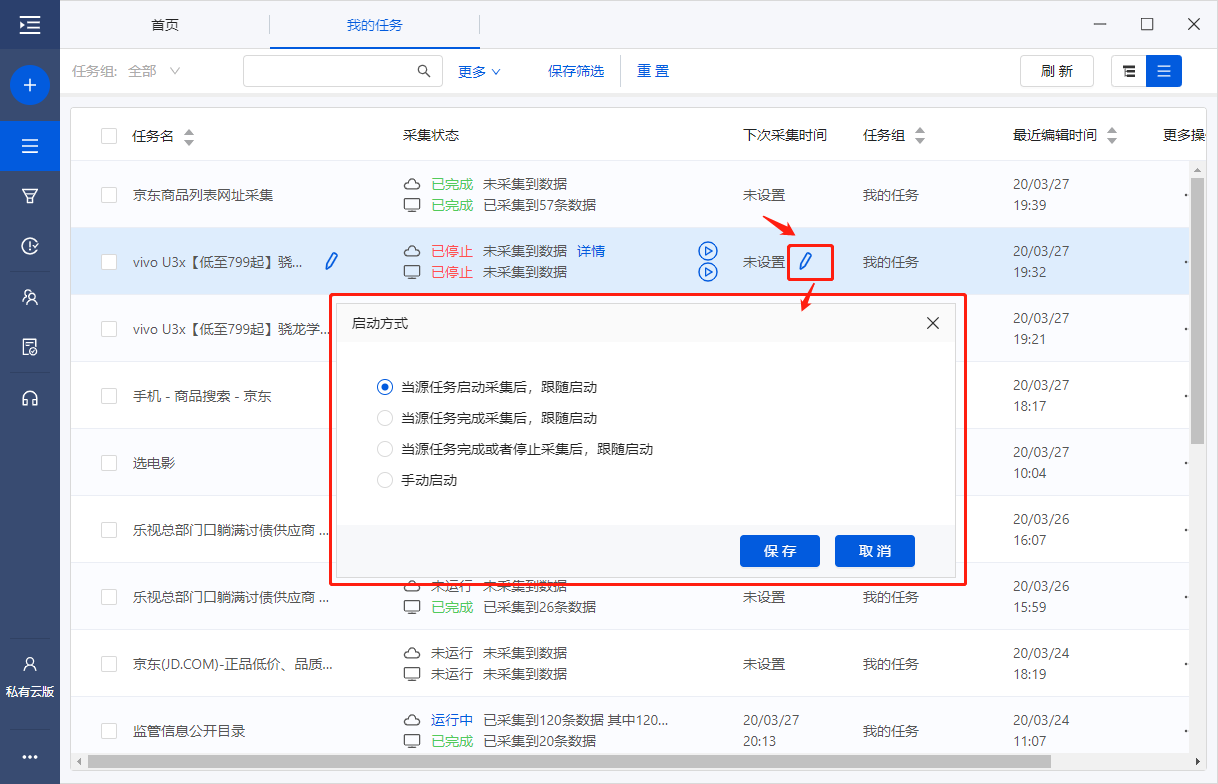 首页
我的任务
任务组: 全部
更多
保存筛选
重 置
刷 新
任务名
采集状态
下次采集时间
任务组
最近编辑时间
更多操
京东商品列表网址采集
已完成 未采集到数据
已完成 已采集到57条数据
未设置
我的任务
20/03/27
19:39
vivo U3x【低至799起】骁...
已停止 未采集到数据 详情
已停止 未采集到数据
未设置
我的任务
20/03/27
19:32
vivo U3x【低至799起】骁龙学...
20/03/27
19:21
启动方式
当源任务启动采集后，跟随启动
当源任务完成采集后，跟随启动
当源任务完成或者停止采集后，跟随启动
手动启动
保 存
取 消
手机 - 商品搜索 - 京东
20/03/27
18:17
选电影
20/03/27
10:04
乐视总部门口躺满讨债供应商 ...
20/03/26
16:07
乐视总部门口躺满讨债供应商 ...
未运行 未采集到数据
已完成 已采集到26条数据
未设置
我的任务
20/03/26
15:59
京东(JD.COM)-正品低价、品质...
未运行 未采集到数据
未运行 未采集到数据
未设置
我的任务
20/03/24
18:19
监管信息公开目录
运行中 已采集到120条数据 其中120...
已完成 已采集到20条数据
20/03/27
20:13
我的任务
20/03/24
11:07
私有云版